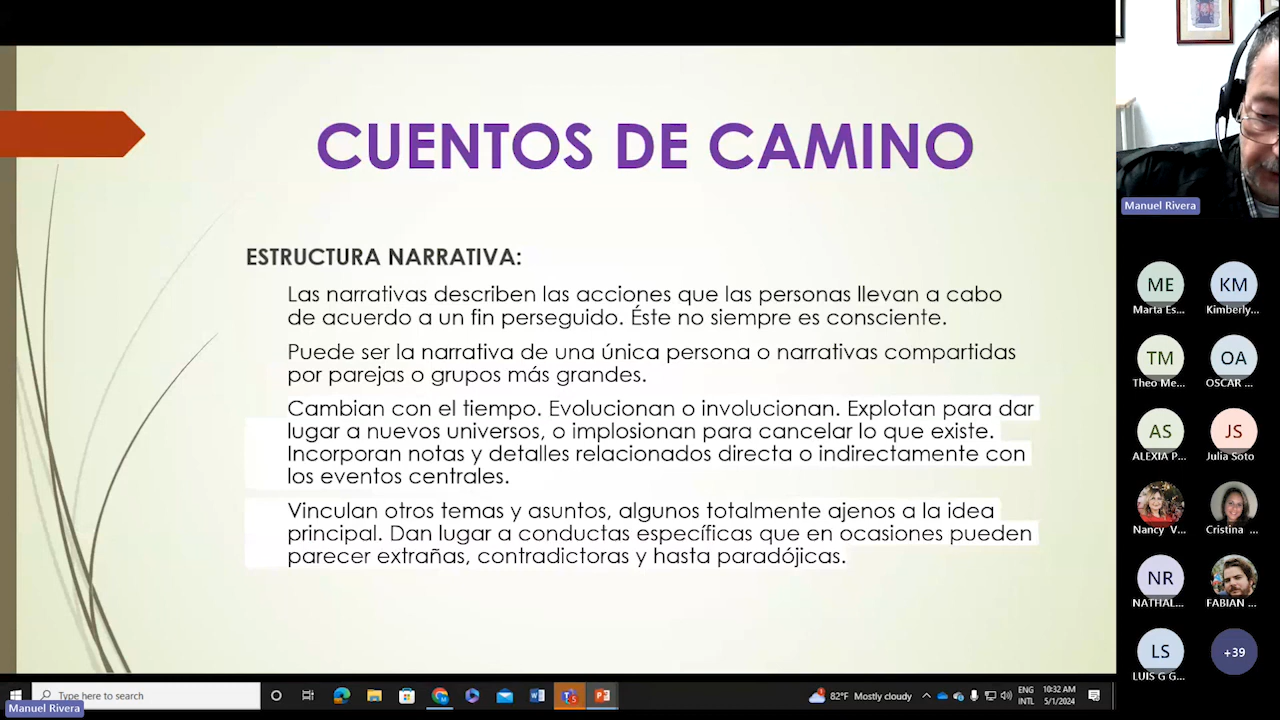 CUENTOS DE CAMINO
ESTRUCTURA NARRATIVA:
Las narrativas describen las acciones que las personas llevan a cabo
de acuerdo a un fin perseguido. Éste no siempre es consciente.
Puede ser la narrativa de una única persona o narrativas compartidas
por parejas o grupos más grandes.
Cambian con el tiempo. Evolucionan o involucionan. Explotan para dar
lugar a nuevos universos, o implosionan para cancelar lo que existe.
Incorporan notas y detalles relacionados directa o indirectamente con
los eventos centrales.
Vinculan otros temas y asuntos, algunos totalmente ajenos a la idea
principal. Dan lugar a conductas específicas que en ocasiones pueden
parecer extrañas, contradictoras y hasta paradójicas.
Manuel Rivera
ME
KM
Marta Es...
Kimberly...
TM
OA
Theo Me...
OSCAR ...
AS
JS
ALEXIA P...
Julia Soto
Nancy V...
Cristina ...
NR
NATHAL...
FABIAN ...
LS
+39
LUIS G G...
Type here to search
82°F Mostly cloudy
ENG
INTL
10:32 AM
5/1/2024
Manuel Rivera